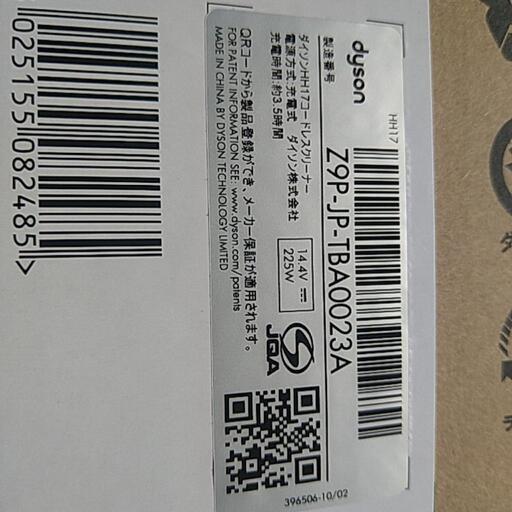 HH17
dyson
製造番号
Z9P-JP-TBA0023A
ダイソンHH17コードレスクリーナー
電源方式:充電式 ダイソン株式会社
充電時間:約3.5時間
14.4V
225W
JQA
QRコードから製品登録ができ、メーカー保証が適用されます。
FOR PATENT INFORMATION SEE: www.dyson.com/patents
MADE IN CHINA BY DYSON TECHNOLOGY LIMITED
396506-10/02
025155 082485 >